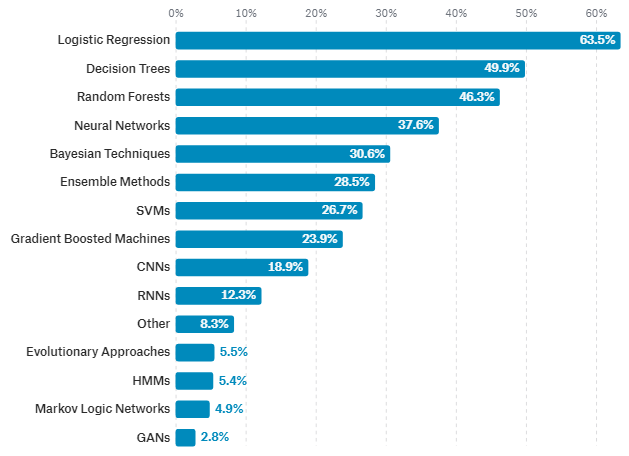 0% 10% 20% 30% 40% 50% 60%
Logistic Regression 63.5%
Decision Trees 49.9%
Random Forests 46.3%
Neural Networks 37.6%
Bayesian Techniques 30.6%
Ensemble Methods 28.5%
SVMs 26.7%
Gradient Boosted Machines 23.9%
CNNs 18.9%
RNNs 12.3%
Other 8.3%
Evolutionary Approaches 5.5%
HMMs 5.4%
Markov Logic Networks 4.9%
GANs 2.8%